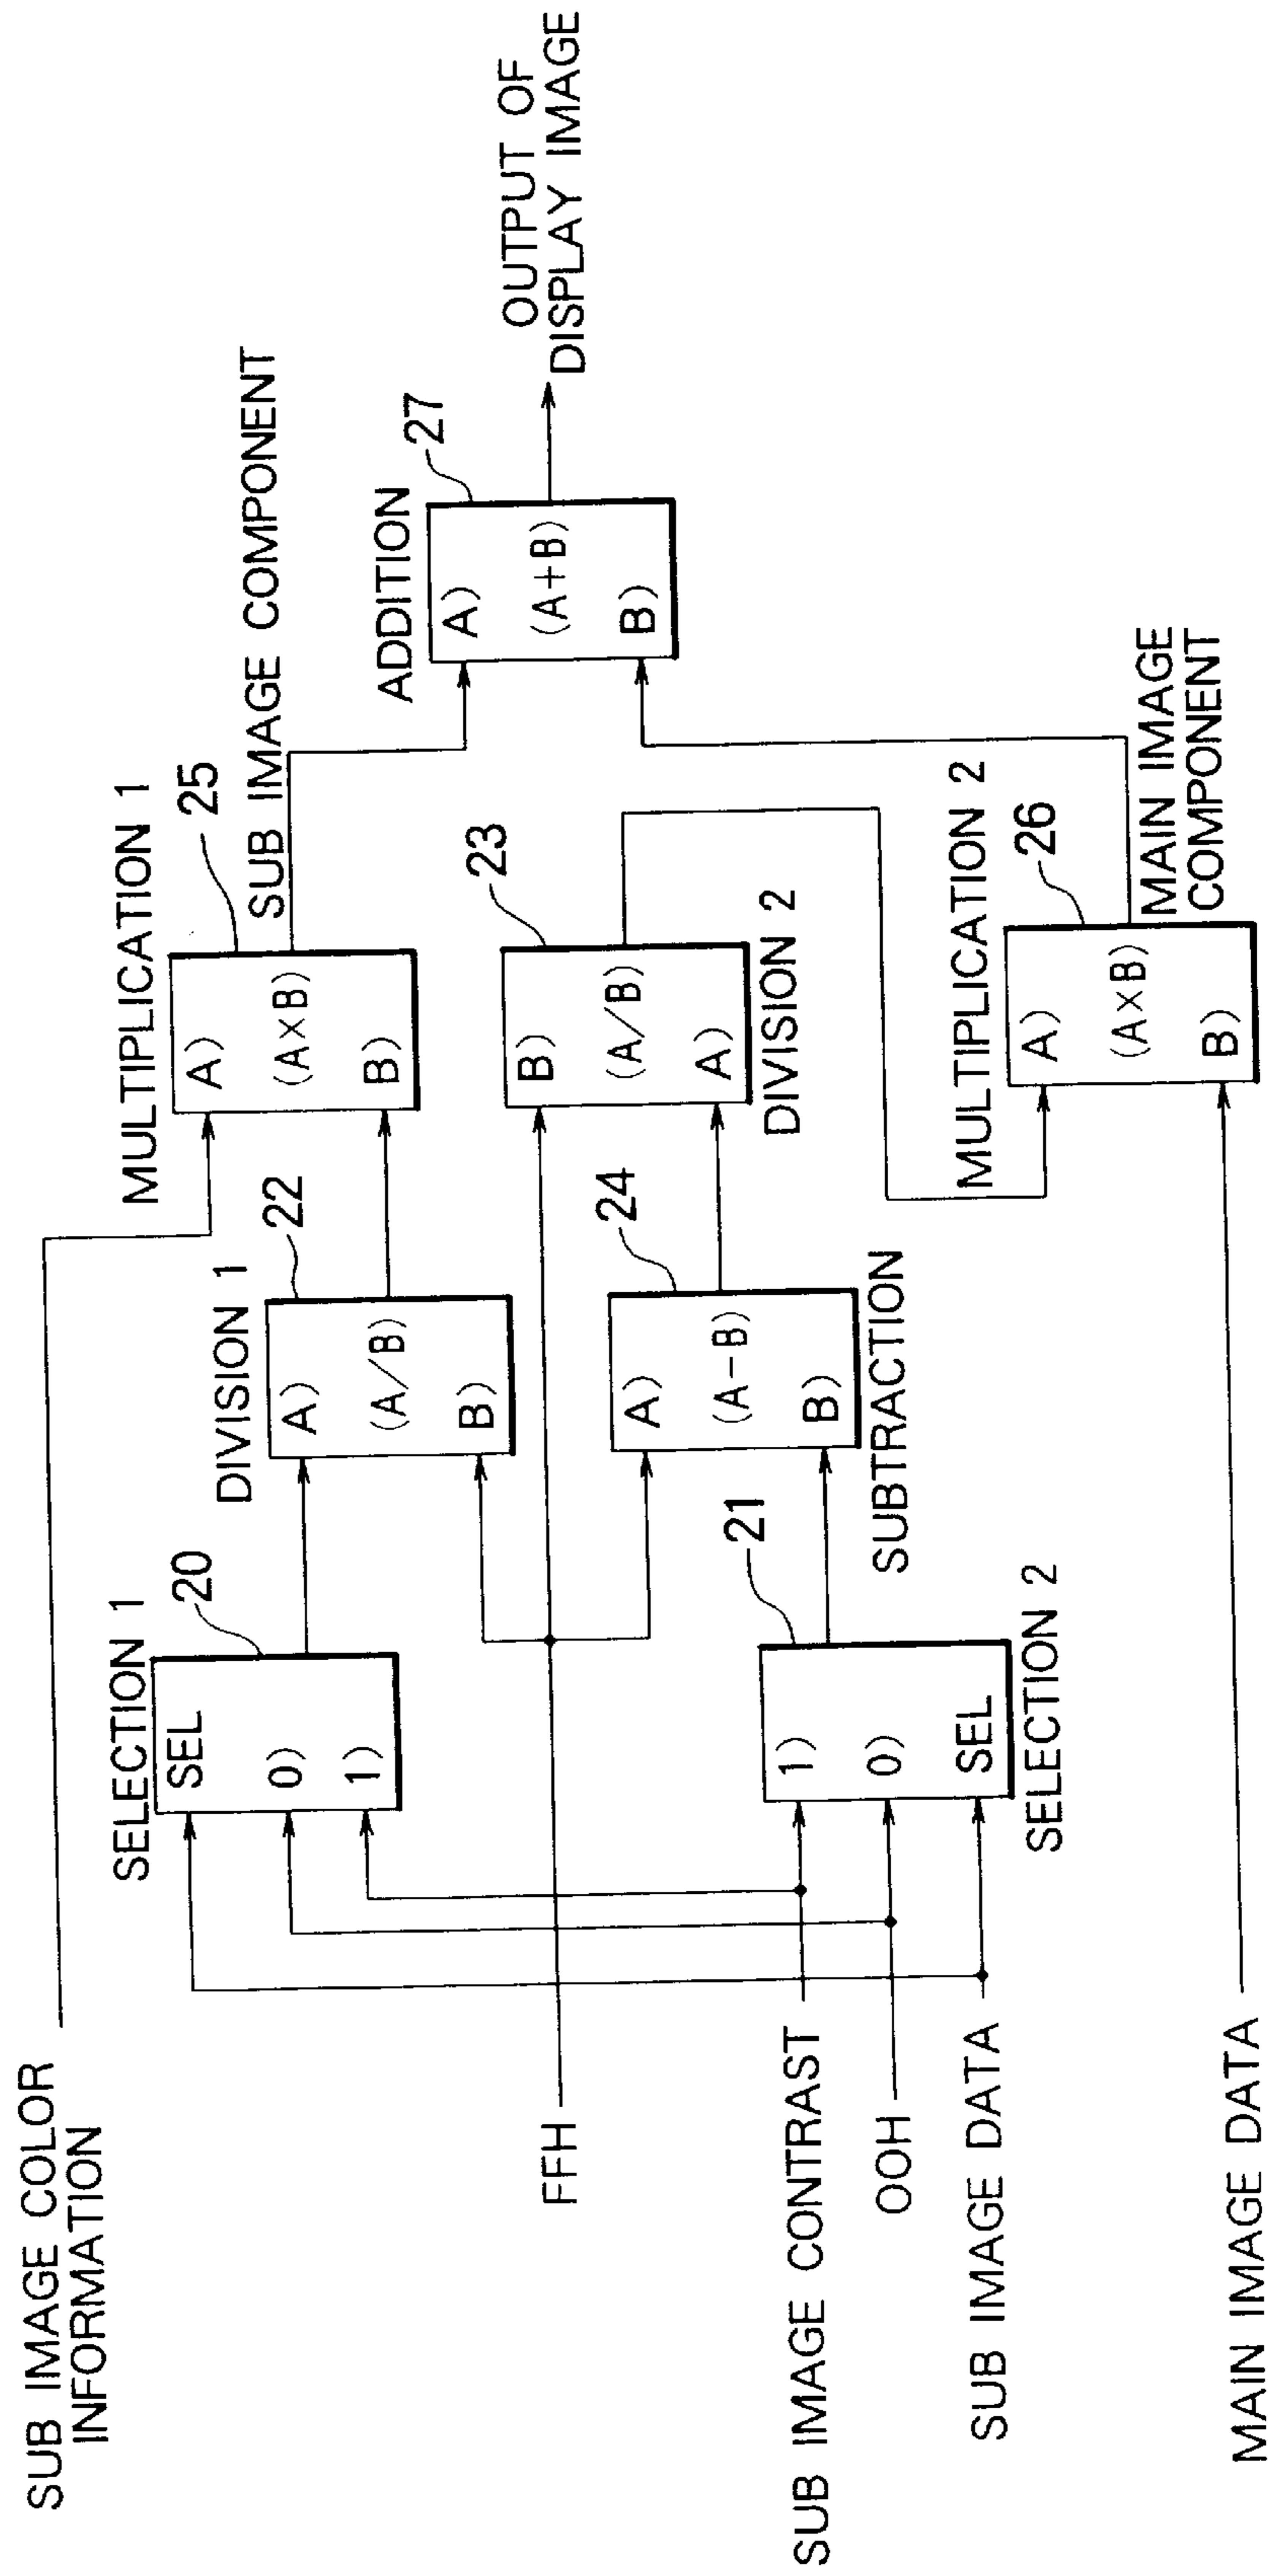 SUB IMAGE COLOR
INFORMATION
FFH
SUB IMAGE CONTRAST
OOH
SUB IMAGE DATA
MAIN IMAGE DATA
SELECTION 1
20
SEL
0)
1)
21
1)
0)
SEL
SELECTION 2
DIVISION 1
22
A)
(A/B)
B)
24
A)
(A-B)
B)
SUBTRACTION
MULTIPLICATION 1
25
A)
(A×B)
B)
SUB IMAGE COMPONENT
23
B)
(A/B)
A)
DIVISION 2
MULTIPLICATION 2
26
A)
(A×B)
B)
MAIN IMAGE
COMPONENT
ADDITION
27
A)
(A+B)
B)
OUTPUT OF
DISPLAY IMAGE